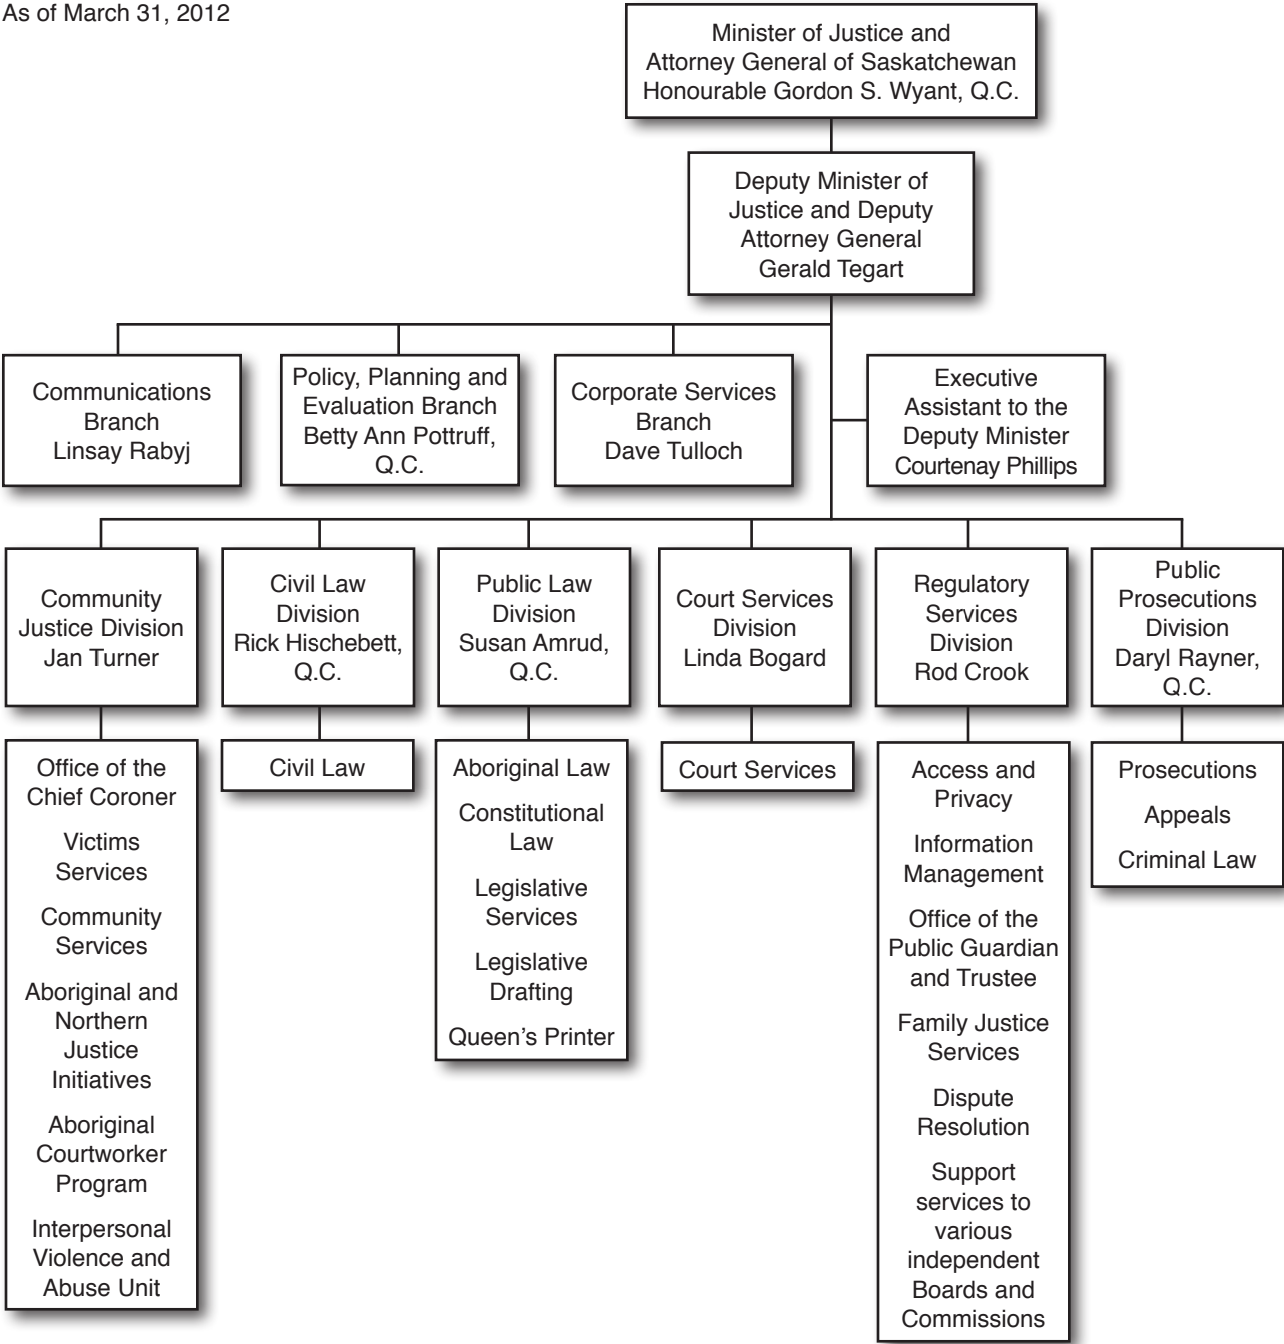 As of March 31, 2012
Minister of Justice and
Attorney General of Saskatchewan
Honourable Gordon S. Wyant, Q.C.
Deputy Minister of
Justice and Deputy
Attorney General
Gerald Tegart
Communications
Branch
Linsay Rabyj
Policy, Planning and
Evaluation Branch
Betty Ann Pottruff,
Q.C.
Corporate Services
Branch
Dave Tulloch
Executive
Assistant to the
Deputy Minister
Courtenay Phillips
Community
Justice Division
Jan Turner
Civil Law
Division
Rick Hischebett,
Q.C.
Public Law
Division
Susan Amrud,
Q.C.
Court Services
Division
Linda Bogard
Regulatory
Services
Division
Rod Crook
Public
Prosecutions
Division
Daryl Rayner,
Q.C.
Office of the
Chief Coroner
Victims
Services
Community
Services
Aboriginal and
Northern
Justice
Initiatives
Aboriginal
Courtworker
Program
Interpersonal
Violence and
Abuse Unit
Civil Law
Aboriginal Law
Constitutional
Law
Legislative
Services
Legislative
Drafting
Queen’s Printer
Court Services
Access and
Privacy
Information
Management
Office of the
Public Guardian
and Trustee
Family Justice
Services
Dispute
Resolution
Support
services to
various
independent
Boards and
Commissions
Prosecutions
Appeals
Criminal Law